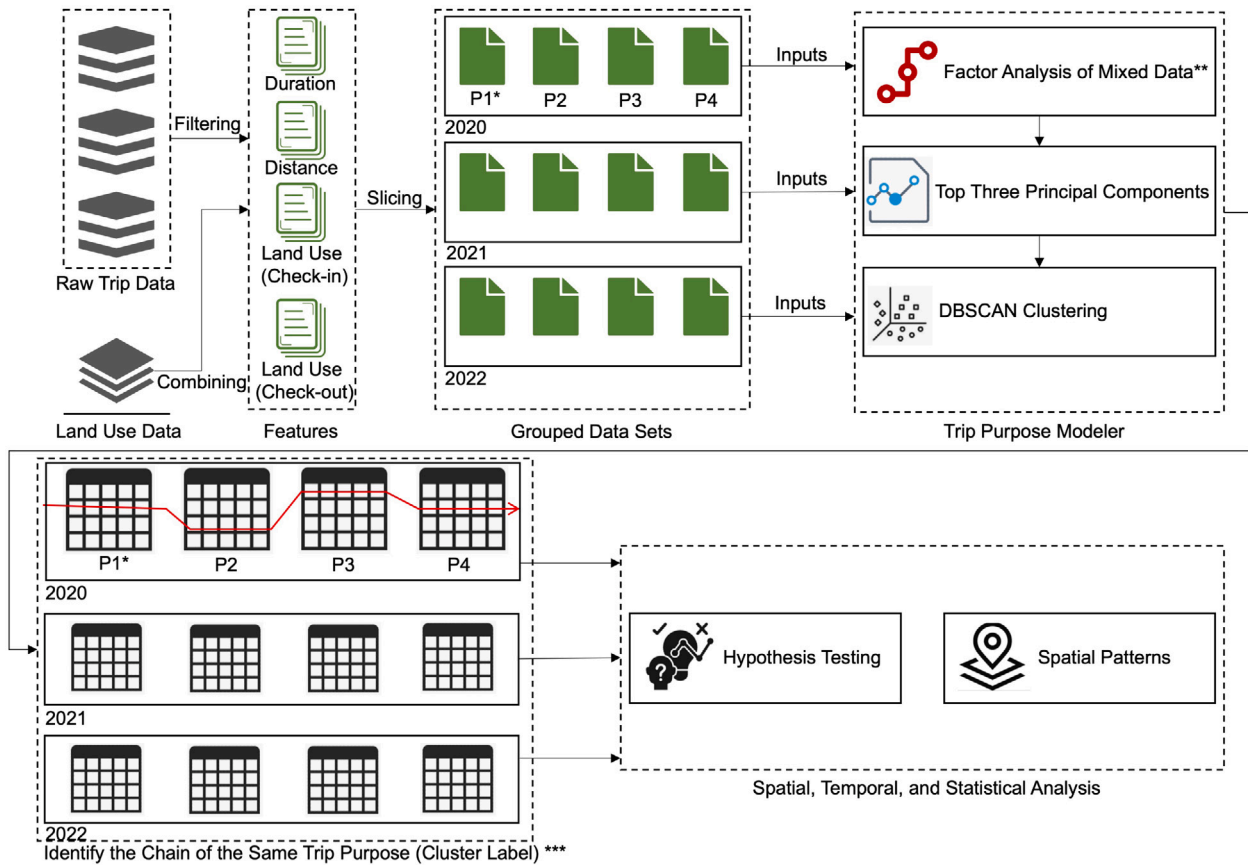 Raw Trip Data
Land Use Data
Filtering
Combining
Duration
Distance
Land Use
(Check-in)
Land Use
(Check-out)
Features
Slicing
P1* P2 P3 P4
2020
2021
2022
Grouped Data Sets
Inputs
Inputs
Inputs
Factor Analysis of Mixed Data**
Top Three Principal Components
DBSCAN Clustering
Trip Purpose Modeler
P1* P2 P3 P4
2020
2021
2022
Identify the Chain of the Same Trip Purpose (Cluster Label) ***
?
Hypothesis Testing
Spatial Patterns
Spatial, Temporal, and Statistical Analysis